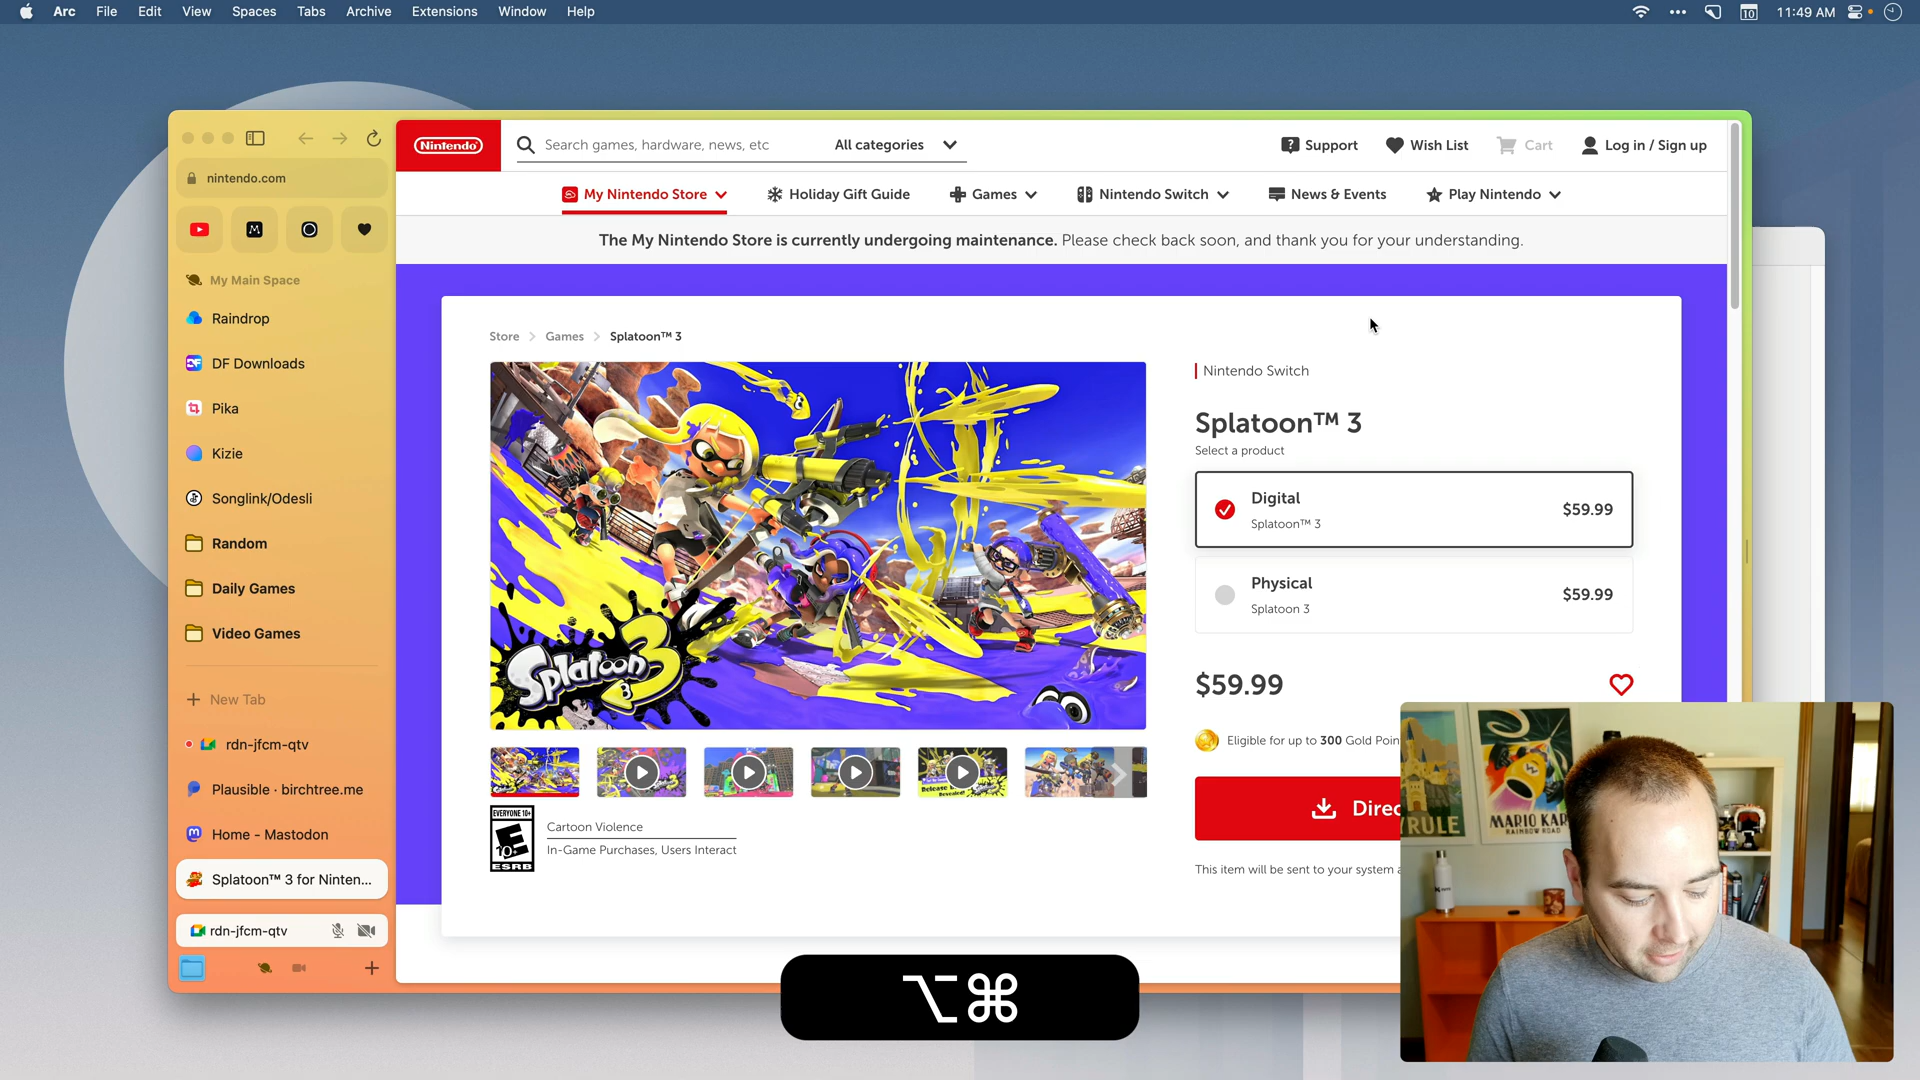 Arc File Edit View Spaces Tabs Archive Extensions Window Help
10 11:49 AM
nintendo.com
My Main Space
Raindrop
DF Downloads
Pika
Kizie
Songlink/Odesli
Random
Daily Games
Video Games
New Tab
rdn-jfcm-qtv
Plausible · birchtree.me
Home - Mastodon
Splatoon™ 3 for Ninten...
rdn-jfcm-qtv
Nintendo
Search games, hardware, news, etc
All categories
Support
Wish List
Cart
Log in / Sign up
My Nintendo Store
Holiday Gift Guide
Games
Nintendo Switch
News & Events
Play Nintendo
The My Nintendo Store is currently undergoing maintenance. Please check back soon, and thank you for your understanding.
Store > Games > Splatoon™ 3
Splatoon 3
EVERYONE 10+
E
10+
ESRB
Cartoon Violence
In-Game Purchases, Users Interact
Nintendo Switch
Splatoon™ 3
Select a product
Digital
Splatoon™ 3
$59.99
Physical
Splatoon 3
$59.99
$59.99
Eligible for up to 300 Gold Poin
Direc
This item will be sent to your system a
YRULE
MARIO KAR
RAINBOW ROAD
⌥⌘